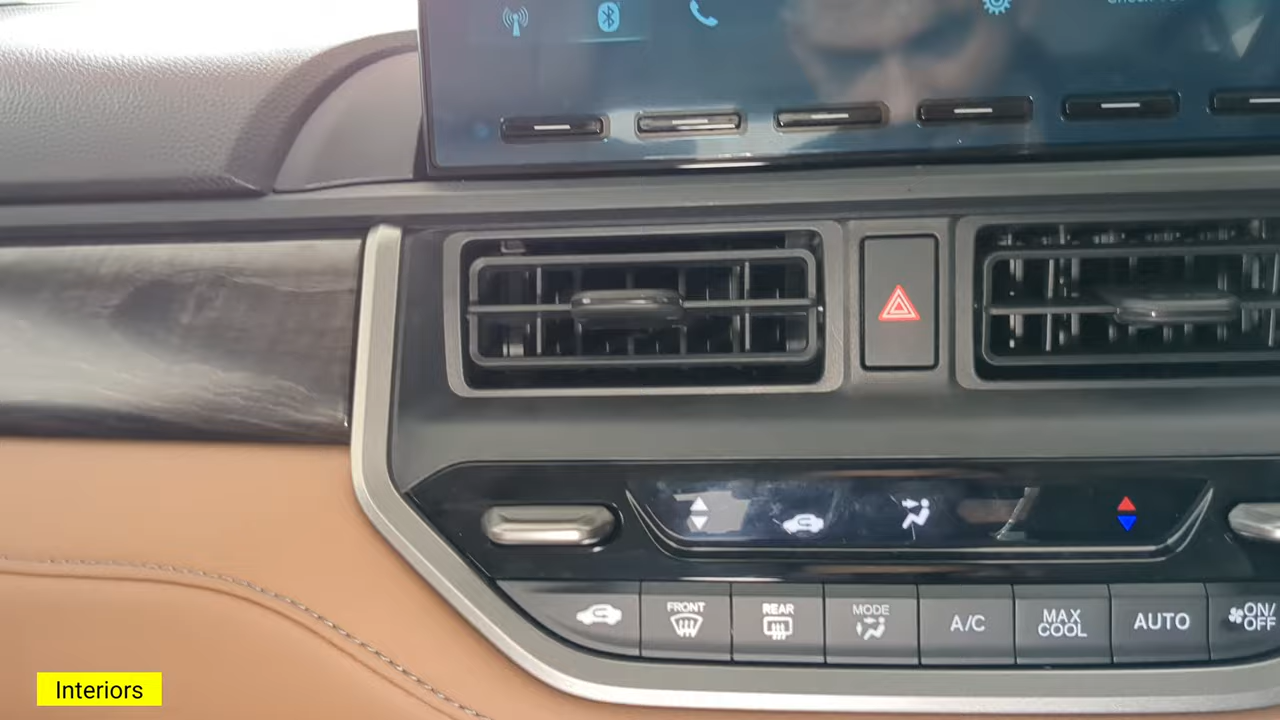 FRONT
REAR
MODE
A/C
MAX
COOL
AUTO
ON/
OFF
Interiors